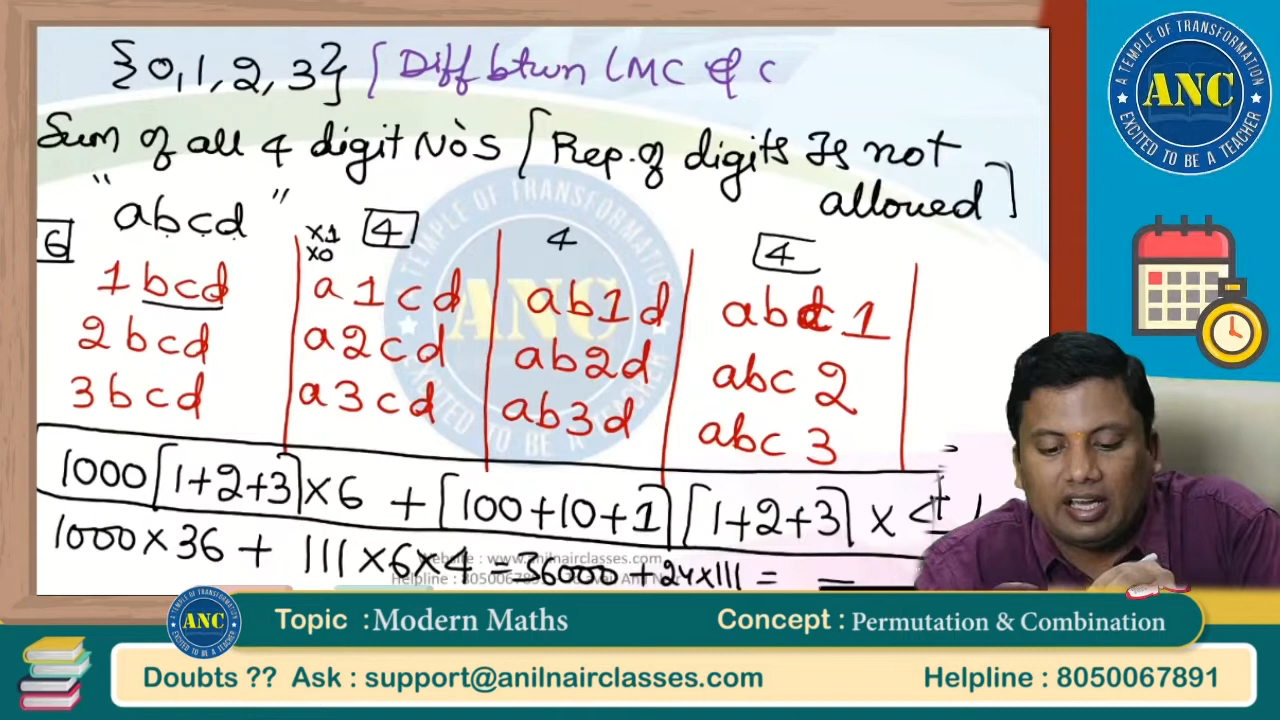 {0, 1, 2, 3} [Diff btwn LMC & C
Sum of all 4 digit No's [Rep. of digits Is not
allowed]
"abcd"
6 ×1 4 4 4
×0
1bcd a1cd ab1d abc1
2bcd a2cd ab2d abc2
3bcd a3cd ab3d abc3
1000[1+2+3]×6 + [100+10+1][1+2+3]×4
1000×36 + 111×6×4 = 36000 + 24×111 =
A TEMPLE OF TRANSFORMATION
ANC
EXCITED TO BE A TEACHER
Topic : Modern Maths Concept : Permutation & Combination
Doubts ?? Ask : support@anilnairclasses.com Helpline : 8050067891